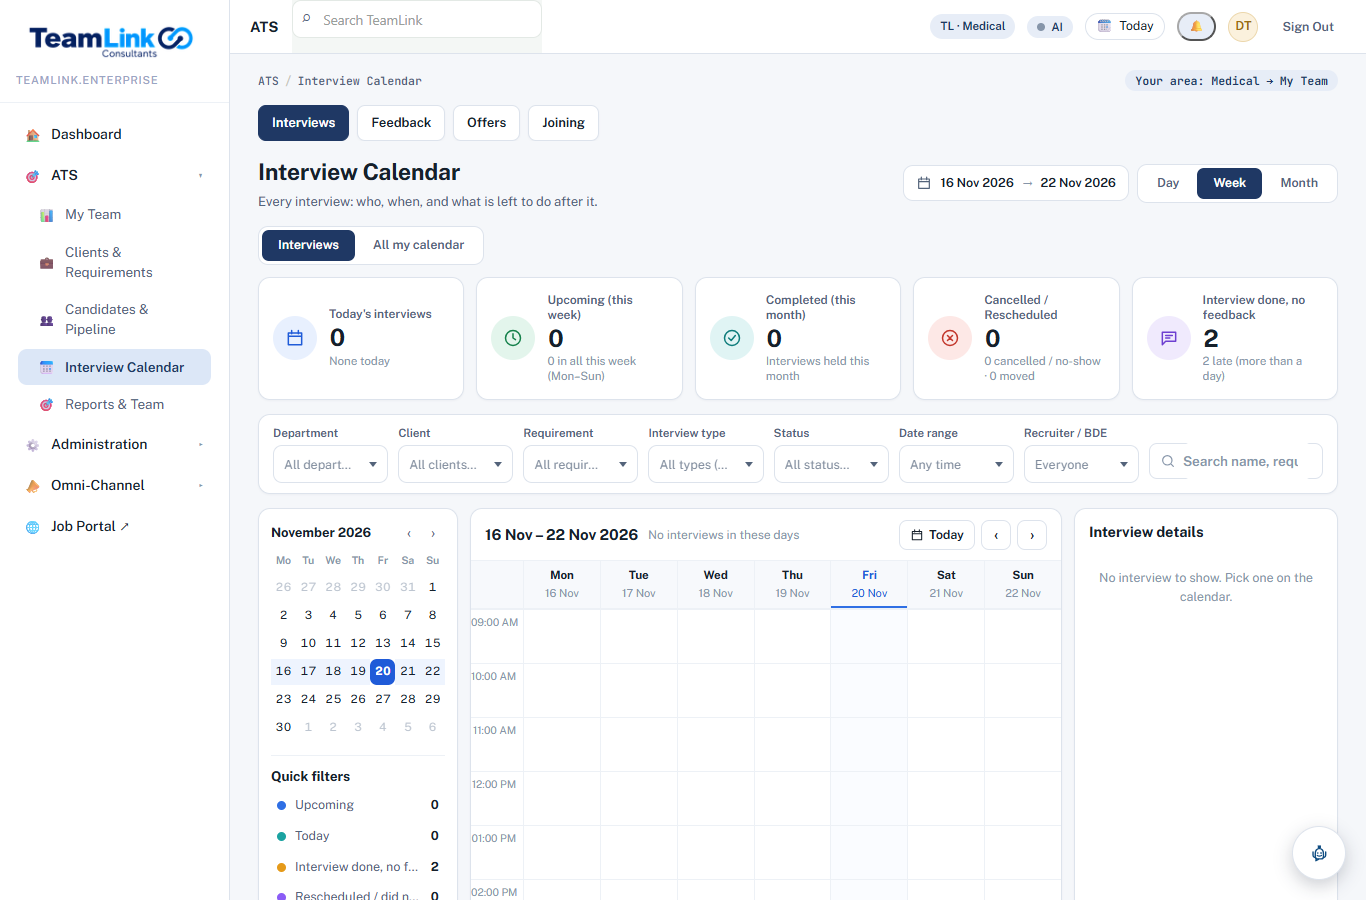 TeamLink
Consultants
TEAMLINK.ENTERPRISE
Dashboard
ATS
My Team
Clients &
Requirements
Candidates &
Pipeline
Interview Calendar
Reports & Team
Administration
Omni-Channel
Job Portal ↗
ATS
Search TeamLink
TL · Medical
AI
Today
DT
Sign Out
ATS / Interview Calendar
Your area: Medical → My Team
Interviews
Feedback
Offers
Joining
Interview Calendar
Every interview: who, when, and what is left to do after it.
16 Nov 2026 → 22 Nov 2026
Day
Week
Month
Interviews
All my calendar
Today's interviews
0
None today
Upcoming (this
week)
0
0 in all this week
(Mon–Sun)
Completed (this
month)
0
Interviews held this
month
Cancelled /
Rescheduled
0
0 cancelled / no-show
· 0 moved
Interview done, no
feedback
2
2 late (more than a
day)
Department
All depart...
Client
All clients...
Requirement
All requir...
Interview type
All types (...
Status
All status...
Date range
Any time
Recruiter / BDE
Everyone
Search name, requ
November 2026 ‹ ›
Mo Tu We Th Fr Sa Su
26 27 28 29 30 31 1
2 3 4 5 6 7 8
9 10 11 12 13 14 15
16 17 18 19 20 21 22
23 24 25 26 27 28 29
30 1 2 3 4 5 6
Quick filters
Upcoming 0
Today 0
Interview done, no f... 2
Rescheduled / did n... 0
16 Nov – 22 Nov 2026
No interviews in these days
Today
‹
›
Mon Tue Wed Thu Fri Sat Sun
16 Nov 17 Nov 18 Nov 19 Nov 20 Nov 21 Nov 22 Nov
09:00 AM
10:00 AM
11:00 AM
12:00 PM
01:00 PM
02:00 PM
Interview details
No interview to show. Pick one on the
calendar.